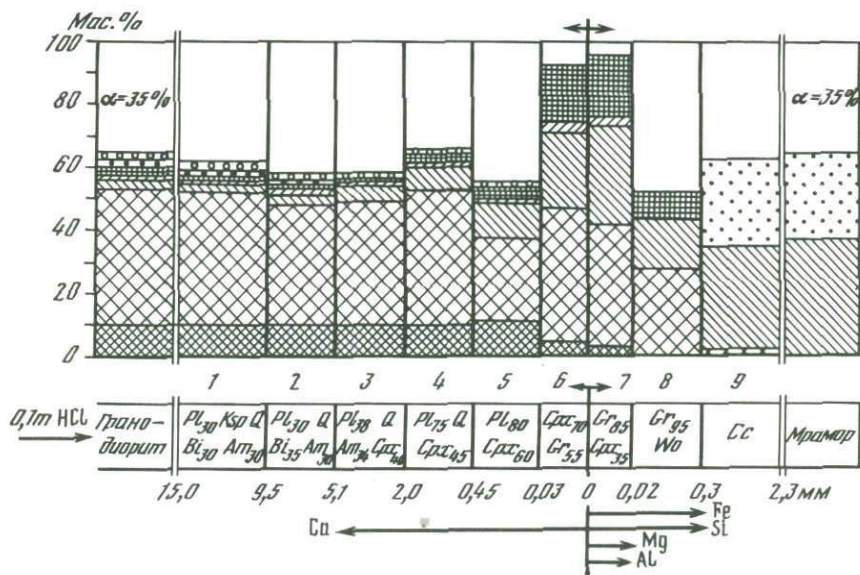 Мас.%
100
80
60
40
20
0
α=35% α=35%
1 2 3 4 5 6 7 8 9
0,1m HCl
Грано-
диорит
Pl30 Ksp Q
Bi30 Am30
Pl30 Q
Bi35 Am30
Pl38 Q
Am34 Cpx40
Pl75 Q
Cpx45
Pl80
Cpx60
Cpx70
Gr55
Gr85
Cpx35
Gr95
Wo
Cc
Мрамор
15,0 9,5 5,1 2,0 0,45 0,03 0 0,02 0,3 2,3 мм
Fe
Ca Si
Mg
Al